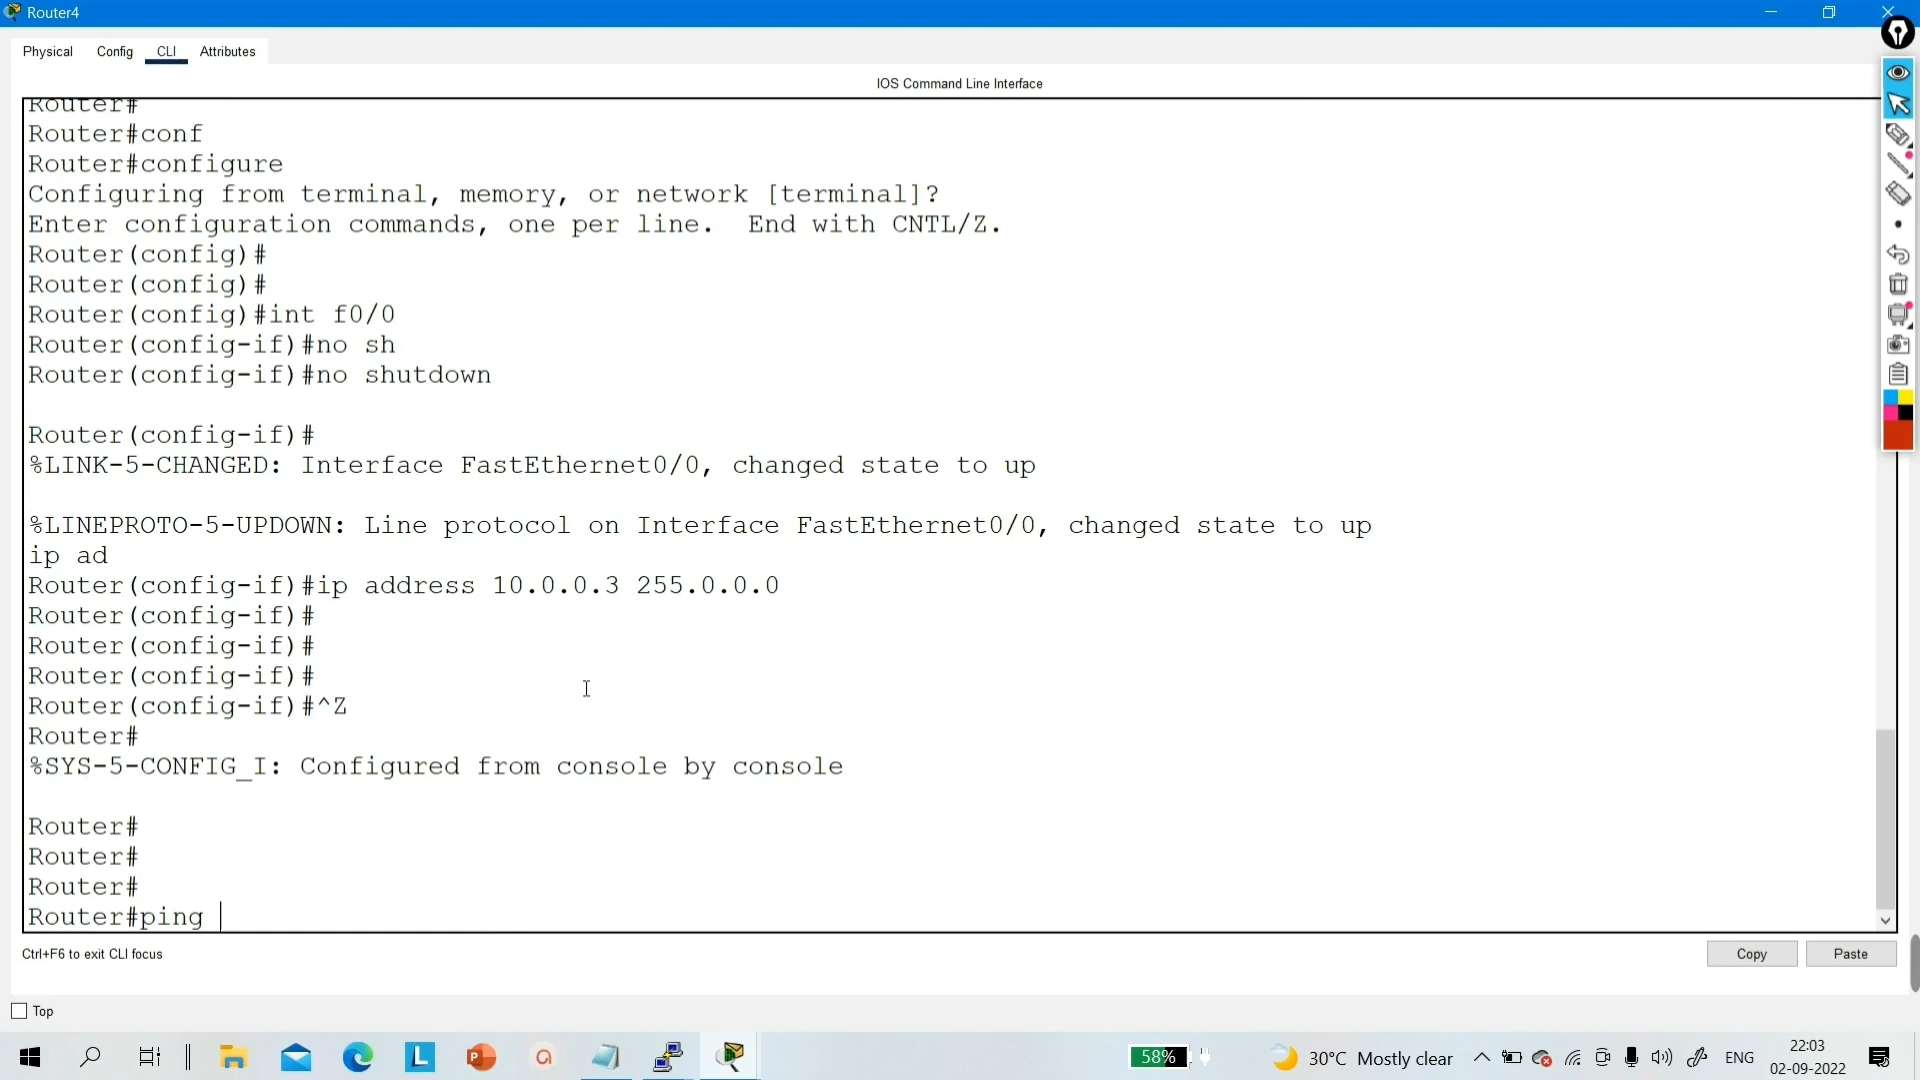 Router4
Physical Config CLI Attributes
IOS Command Line Interface
Router#
Router#conf
Router#configure
Configuring from terminal, memory, or network [terminal]?
Enter configuration commands, one per line. End with CNTL/Z.
Router(config)#
Router(config)#
Router(config)#int f0/0
Router(config-if)#no sh
Router(config-if)#no shutdown
Router(config-if)#
%LINK-5-CHANGED: Interface FastEthernet0/0, changed state to up
%LINEPROTO-5-UPDOWN: Line protocol on Interface FastEthernet0/0, changed state to up
ip ad
Router(config-if)#ip address 10.0.0.3 255.0.0.0
Router(config-if)#
Router(config-if)#
Router(config-if)#
Router(config-if)#^Z
Router#
%SYS-5-CONFIG_I: Configured from console by console
Router#
Router#
Router#
Router#ping
Ctrl+F6 to exit CLI focus
Copy Paste
Top
58% 30°C Mostly clear ENG 22:03
02-09-2022